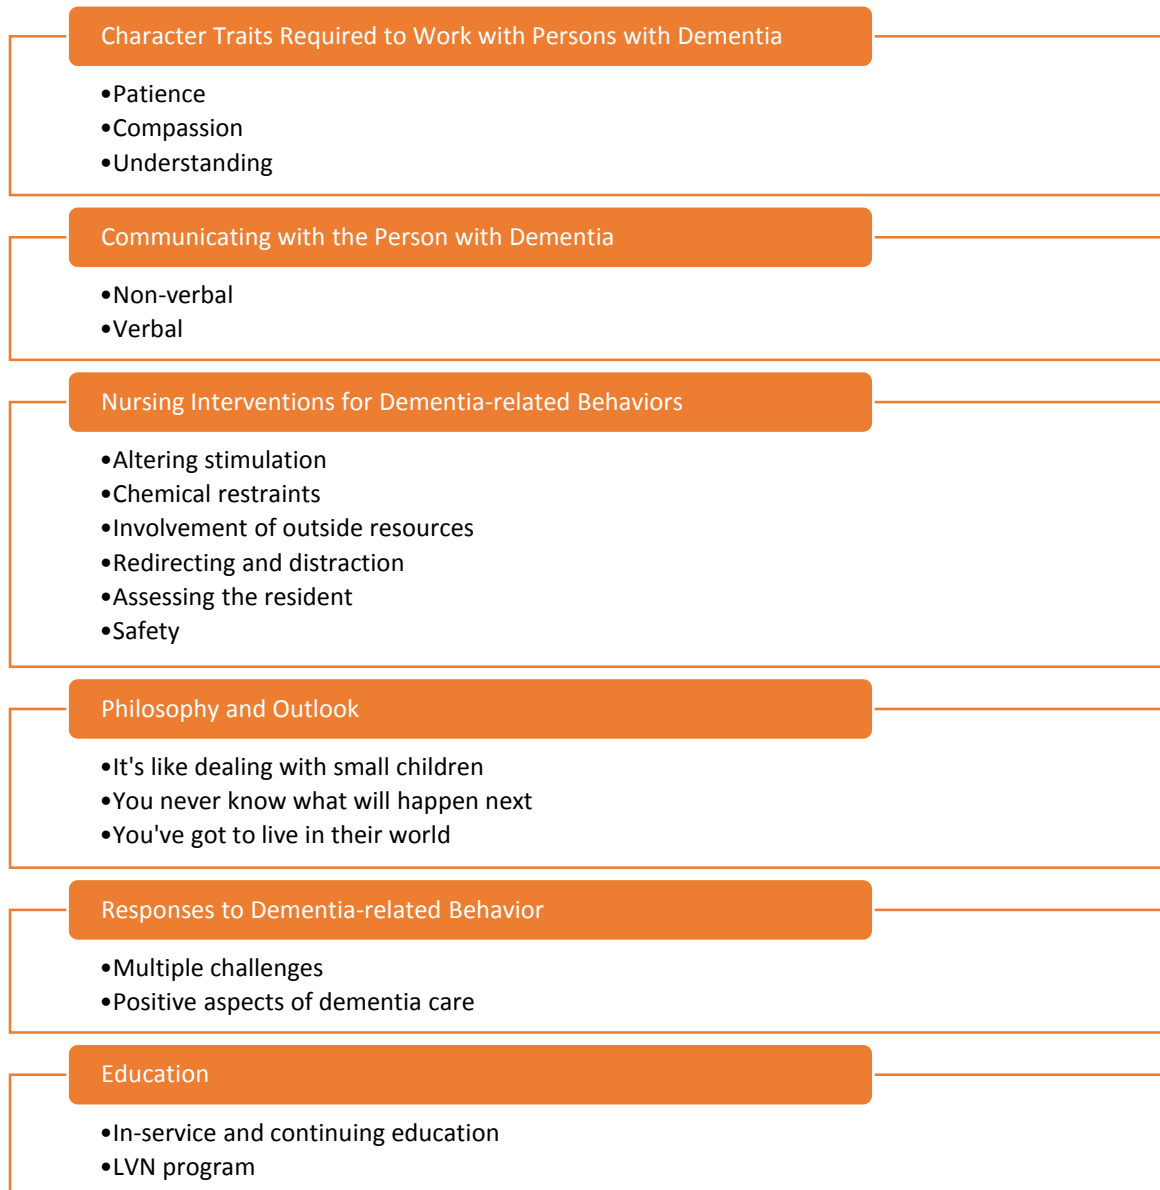 Character Traits Required to Work with Persons with Dementia
•Patience
•Compassion
•Understanding
Communicating with the Person with Dementia
•Non-verbal
•Verbal
Nursing Interventions for Dementia-related Behaviors
•Altering stimulation
•Chemical restraints
•Involvement of outside resources
•Redirecting and distraction
•Assessing the resident
•Safety
Philosophy and Outlook
•It's like dealing with small children
•You never know what will happen next
•You've got to live in their world
Responses to Dementia-related Behavior
•Multiple challenges
•Positive aspects of dementia care
Education
•In-service and continuing education
•LVN program